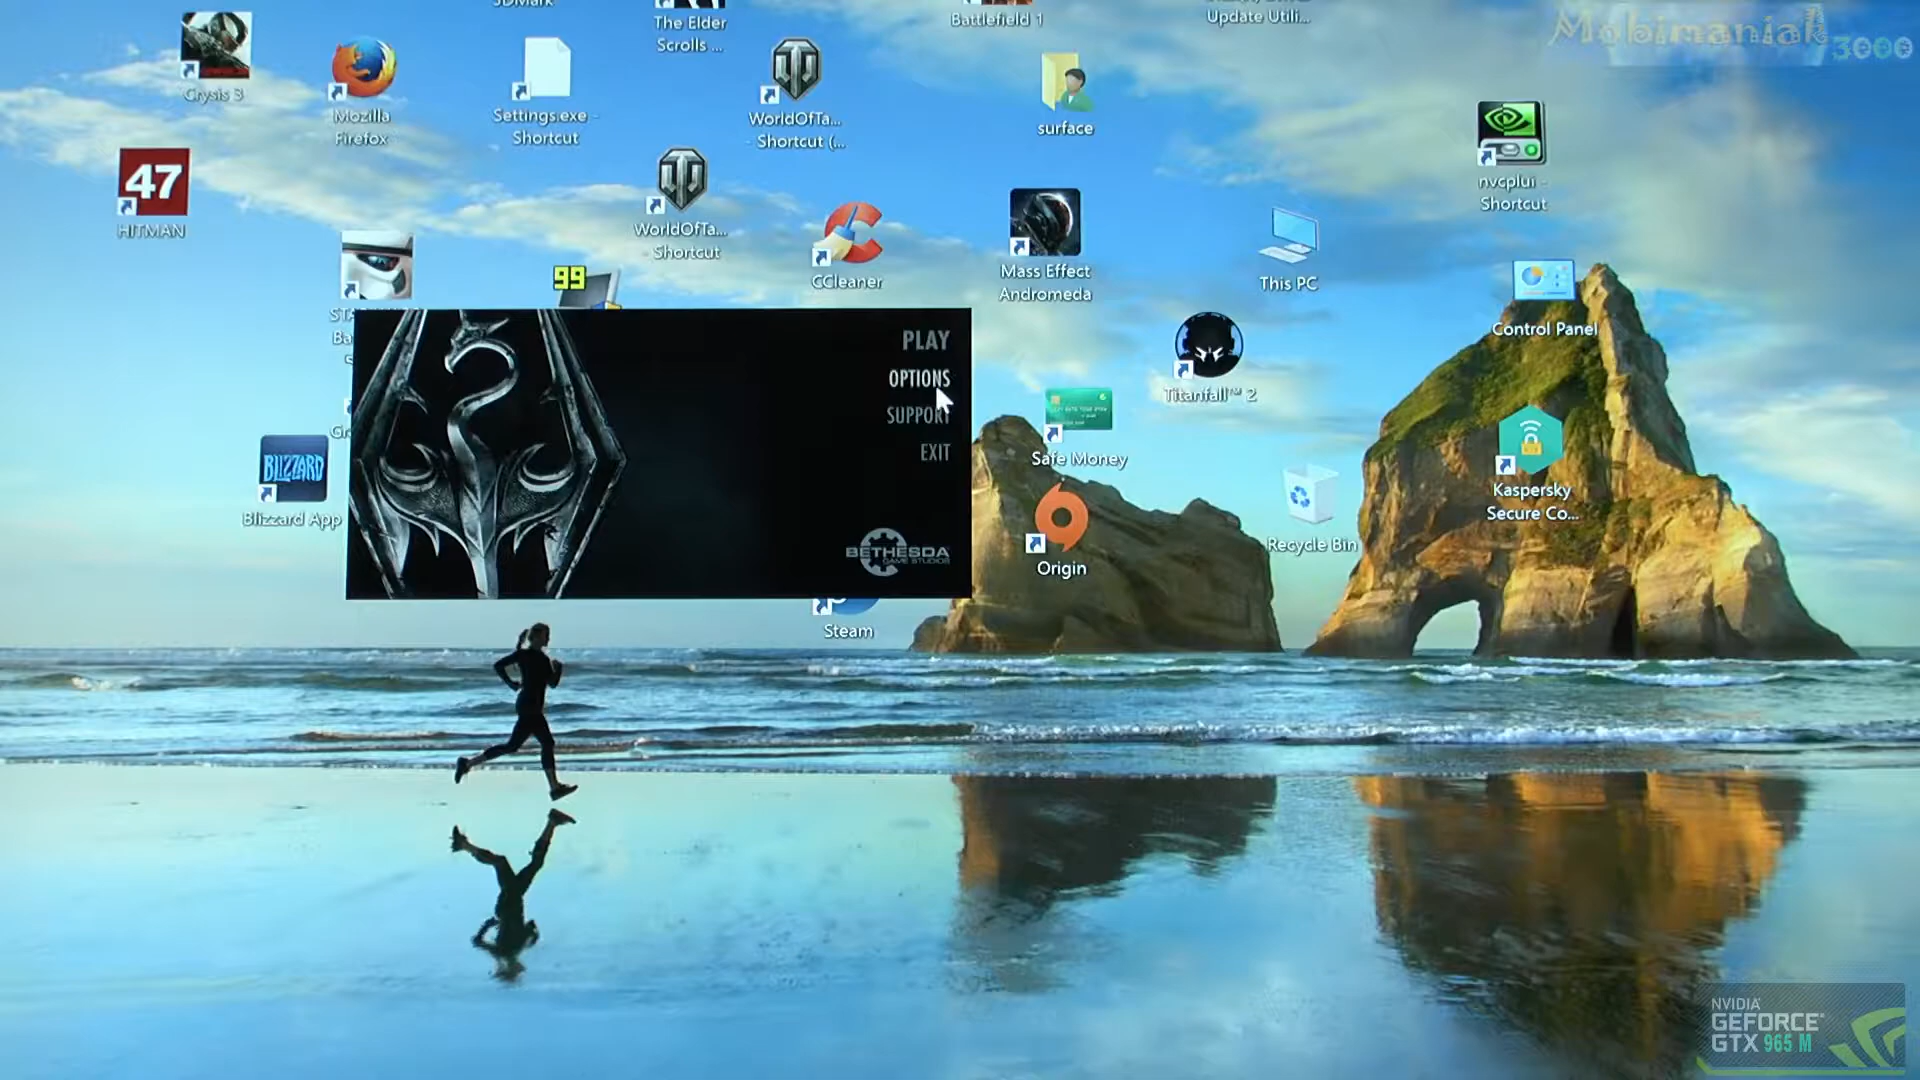 3DMark
The Elder
Scrolls ...
Battlefield 1
Update Utili...
Mobimaniak
3000
Crysis 3
Mozilla
Firefox
Settings.exe -
Shortcut
WorldOfTa...
- Shortcut (...
surface
nvcplui -
Shortcut
47
HITMAN
WorldOfTa...
- Shortcut
CCleaner
Mass Effect
Andromeda
This PC
99
STA
Ba
Control Panel
PLAY
OPTIONS
SUPPORT
EXIT
BETHESDA
GAME STUDIOS
Titanfall™ 2
Gr
Safe Money
BLIZZARD
Blizzard App
Kaspersky
Secure Co...
Origin
Recycle Bin
Steam
NVIDIA
GEFORCE
GTX 965 M